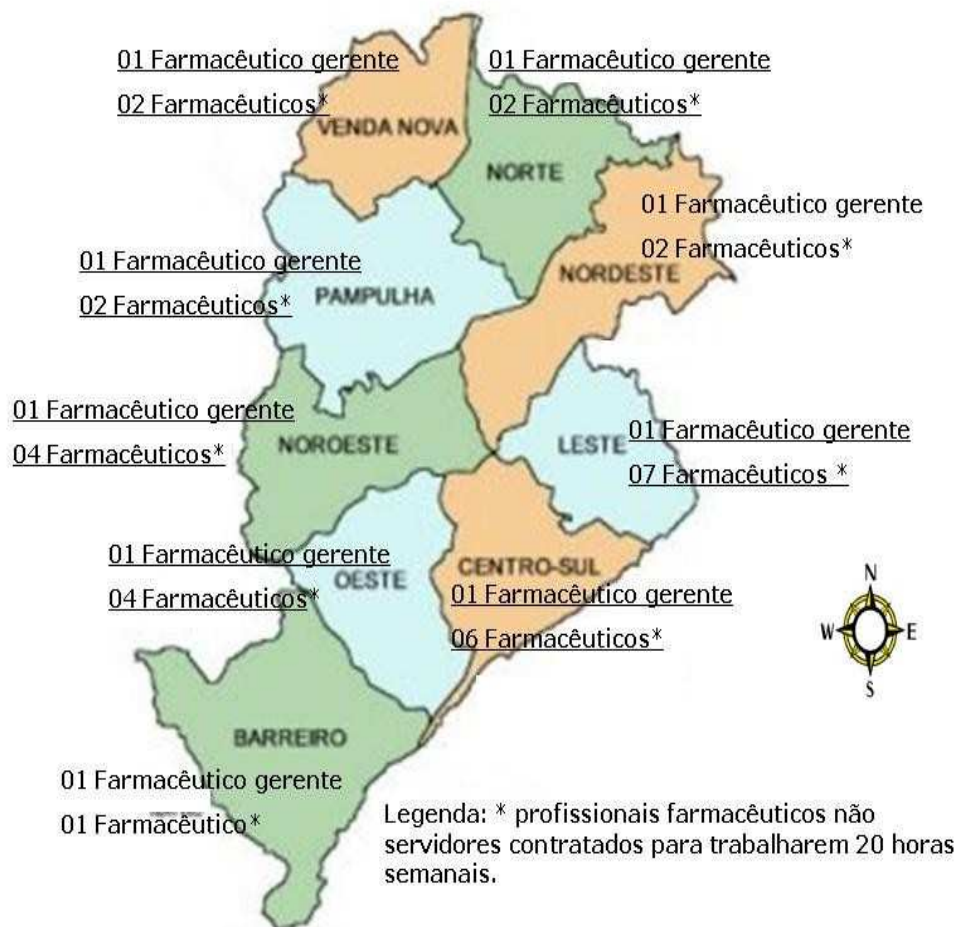 01 Farmacêutico gerente
02 Farmacêuticos*
VENDA NOVA
01 Farmacêutico gerente
02 Farmacêuticos*
NORTE
01 Farmacêutico gerente
02 Farmacêuticos*
NORDESTE
01 Farmacêutico gerente
02 Farmacêuticos*
PAMPULHA
01 Farmacêutico gerente
04 Farmacêuticos*
NOROESTE
LESTE
01 Farmacêutico gerente
07 Farmacêuticos *
01 Farmacêutico gerente
04 Farmacêuticos*
OESTE
CENTRO-SUL
01 Farmacêutico gerente
06 Farmacêuticos*
N
W E
S
BARREIRO
01 Farmacêutico gerente
01 Farmacêutico*
Legenda: * profissionais farmacêuticos não
servidores contratados para trabalharem 20 horas
semanais.